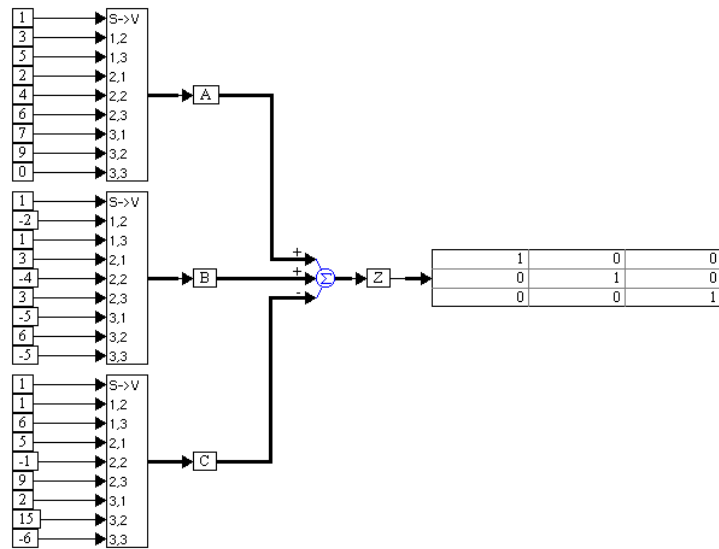 1 S->V
3 1,2
5 1,3
2 2,1
4 2,2
6 2,3
7 3,1
9 3,2
0 3,3
A
1 S->V
-2 1,2
1 1,3
3 2,1
-4 2,2
3 2,3
-5 3,1
6 3,2
-5 3,3
B
+
+
-
Σ
Z
1 0 0
0 1 0
0 0 1
1 S->V
1 1,2
6 1,3
5 2,1
-1 2,2
9 2,3
2 3,1
15 3,2
-6 3,3
C